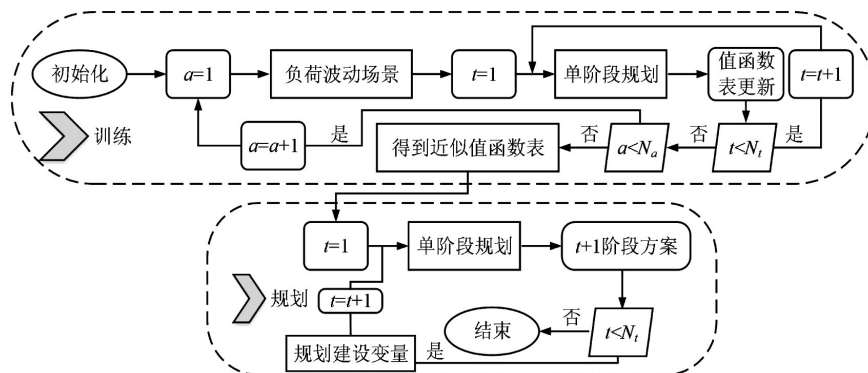 初始化
a=1
负荷波动场景
t=1
单阶段规划
值函数
表更新
t=t+1
训练
a=a+1
是
得到近似值函数表
否
a<Nₐ
否
t<Nₜ
是
t=1
单阶段规划
t+1阶段方案
规划
t=t+1
结束
否
t<Nₜ
规划建设变量
是